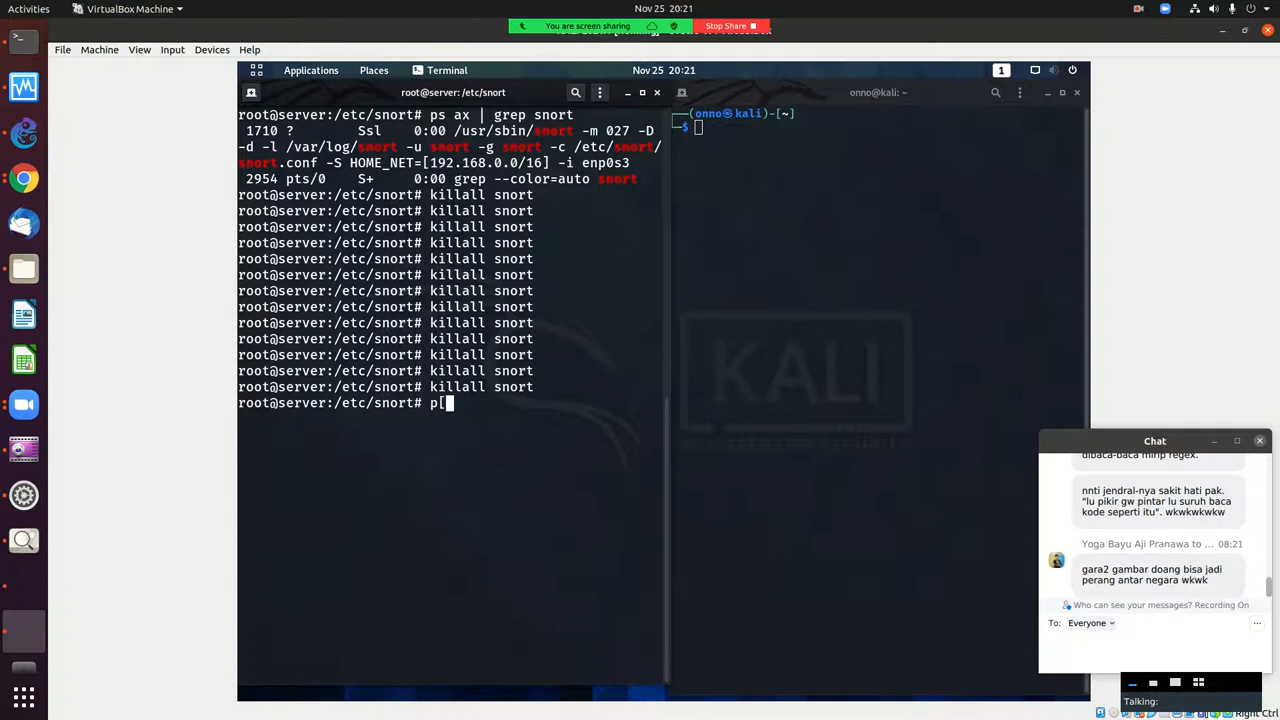 Activities
VirtualBox Machine
Nov 25 20:21
You are screen sharing
Stop Share
File Machine View Input Devices Help
Applications Places Terminal
Nov 25 20:21
1
root@server: /etc/snort
onno@kali: ~
root@server:/etc/snort# ps ax | grep snort
1710 ? Ssl 0:00 /usr/sbin/snort -m 027 -D
-d -l /var/log/snort -u snort -g snort -c /etc/snort/
snort.conf -S HOME_NET=[192.168.0.0/16] -i enp0s3
2954 pts/0 S+ 0:00 grep --color=auto snort
root@server:/etc/snort# killall snort
root@server:/etc/snort# killall snort
root@server:/etc/snort# killall snort
root@server:/etc/snort# killall snort
root@server:/etc/snort# killall snort
root@server:/etc/snort# killall snort
root@server:/etc/snort# killall snort
root@server:/etc/snort# killall snort
root@server:/etc/snort# killall snort
root@server:/etc/snort# killall snort
root@server:/etc/snort# killall snort
root@server:/etc/snort# killall snort
root@server:/etc/snort# killall snort
root@server:/etc/snort# p[
(onno㉿kali)-[~]
$
KALI
Chat
dibaca-baca mirip regex.
nnti jendral-nya sakit hati pak.
"lu pikir gw pintar lu suruh baca
kode seperti itu". wkwkwkwkw
Yoga Bayu Aji Pranawa to ... 08:21
gara2 gambar doang bisa jadi
perang antar negara wkwk
Who can see your messages? Recording On
To: Everyone
Talking:
Right Ctrl